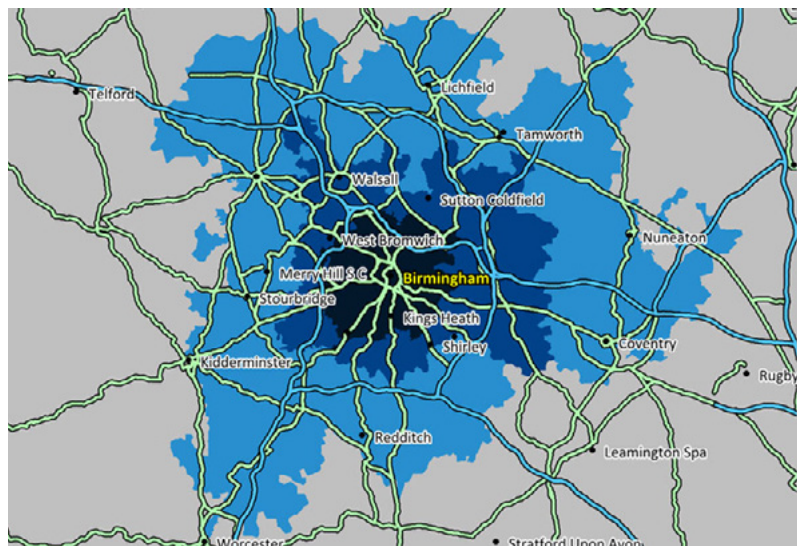 Telford
Lichfield
Tamworth
Walsall
Sutton Coldfield
Nuneaton
West Bromwich
Merry Hill S.C
Birmingham
Stourbridge
Kings Heath
Shirley
Coventry
Kidderminster
Rugby
Redditch
Leamington Spa
Worcester
Stratford Upon Avon